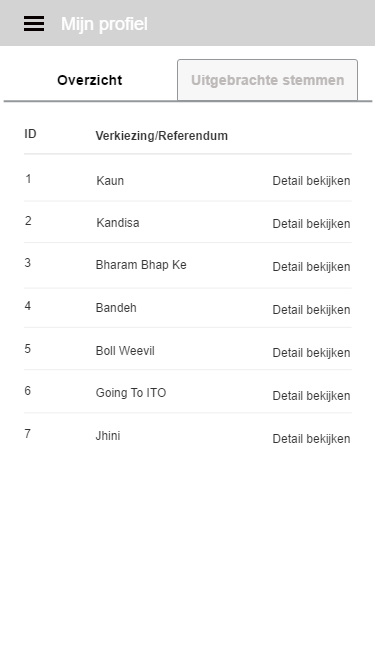 Mijn profiel
Overzicht Uitgebrachte stemmen
ID Verkiezing/Referendum
1 Kaun Detail bekijken
2 Kandisa Detail bekijken
3 Bharam Bhap Ke Detail bekijken
4 Bandeh Detail bekijken
5 Boll Weevil Detail bekijken
6 Going To ITO Detail bekijken
7 Jhini Detail bekijken